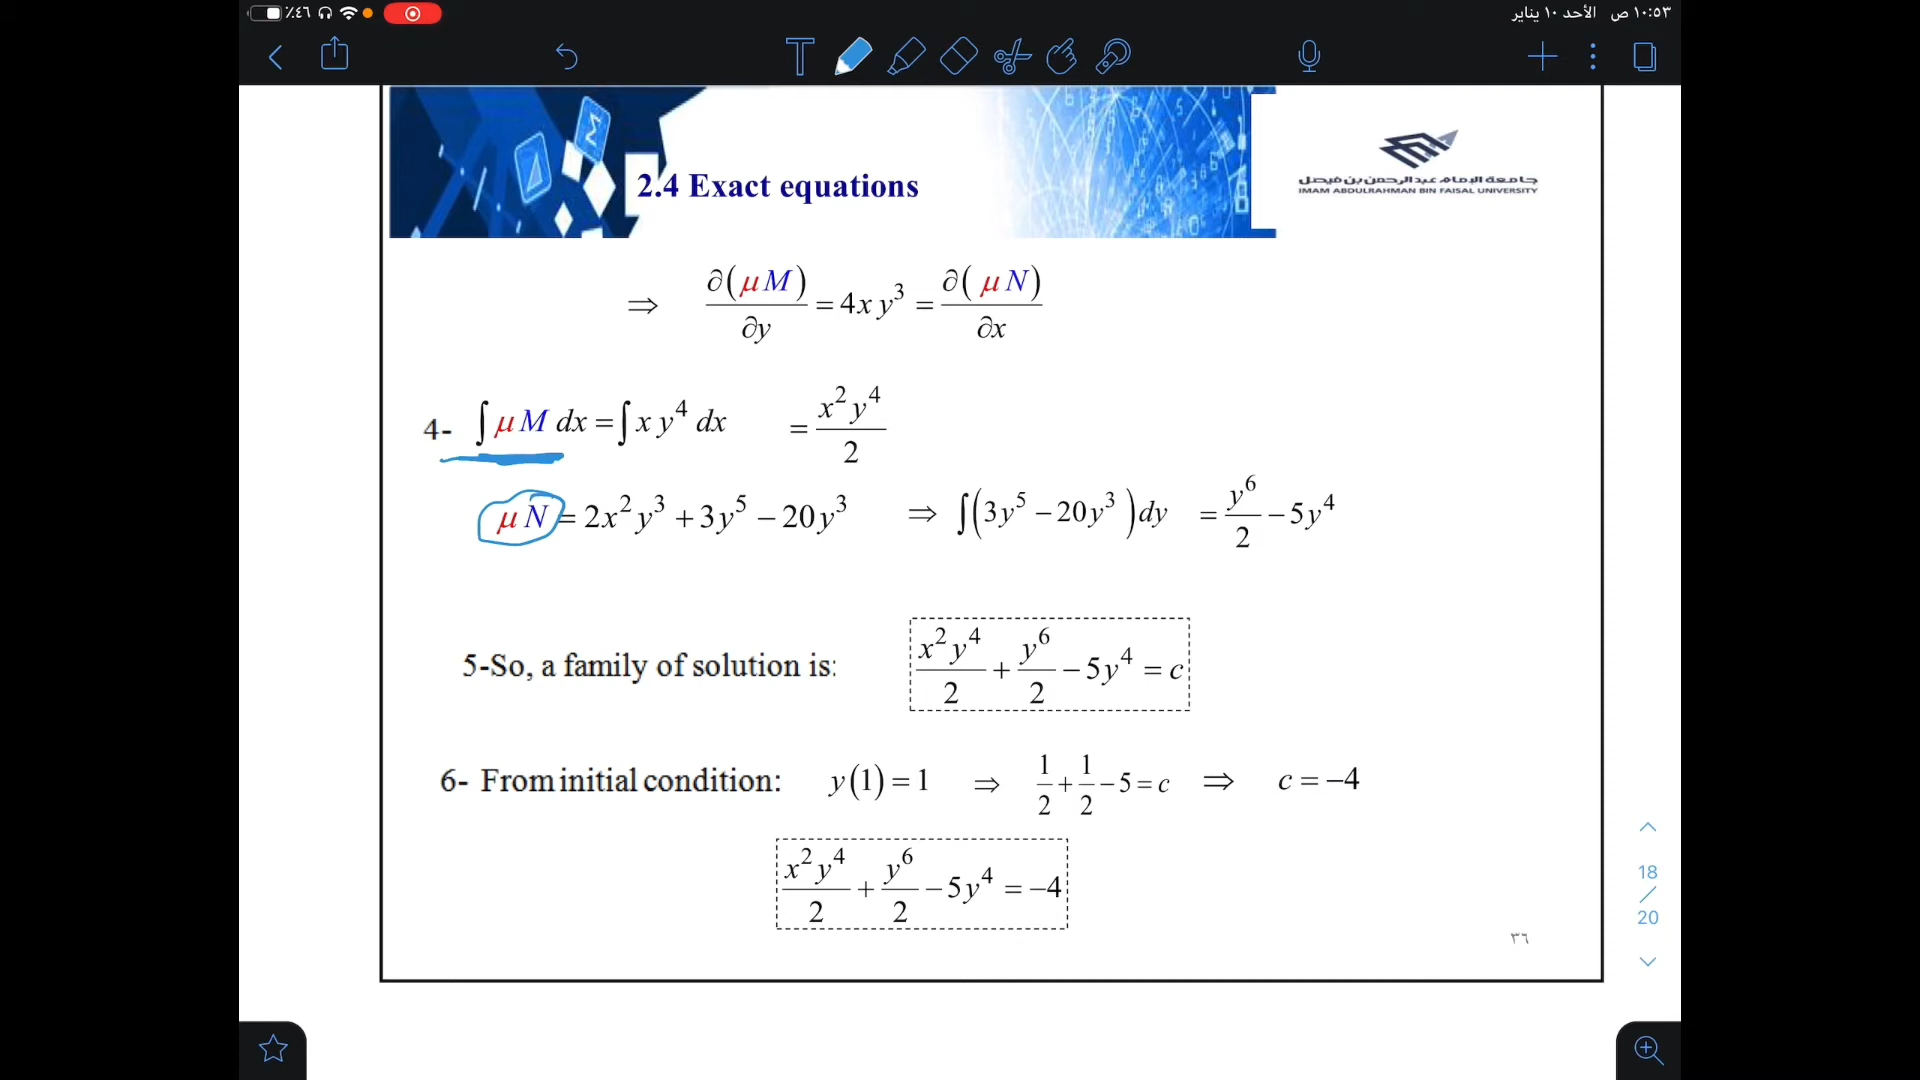 ٪٤٦ ١٠:٥٣ ص الأحد ١٠ يناير
T
2.4 Exact equations
جامعة الإمام عبدالرحمن بن فيصل
IMAM ABDULRAHMAN BIN FAISAL UNIVERSITY
⇒ ∂(μM)/∂y = 4xy³ = ∂(μN)/∂x
4- ∫μM dx = ∫xy⁴ dx = x²y⁴/2
μN = 2x²y³ + 3y⁵ − 20y³ ⇒ ∫(3y⁵ − 20y³)dy = y⁶/2 − 5y⁴
5-So, a family of solution is: x²y⁴/2 + y⁶/2 − 5y⁴ = c
6- From initial condition: y(1) = 1 ⇒ 1/2 + 1/2 − 5 = c ⇒ c = −4
x²y⁴/2 + y⁶/2 − 5y⁴ = −4
18
/
20
٣٦